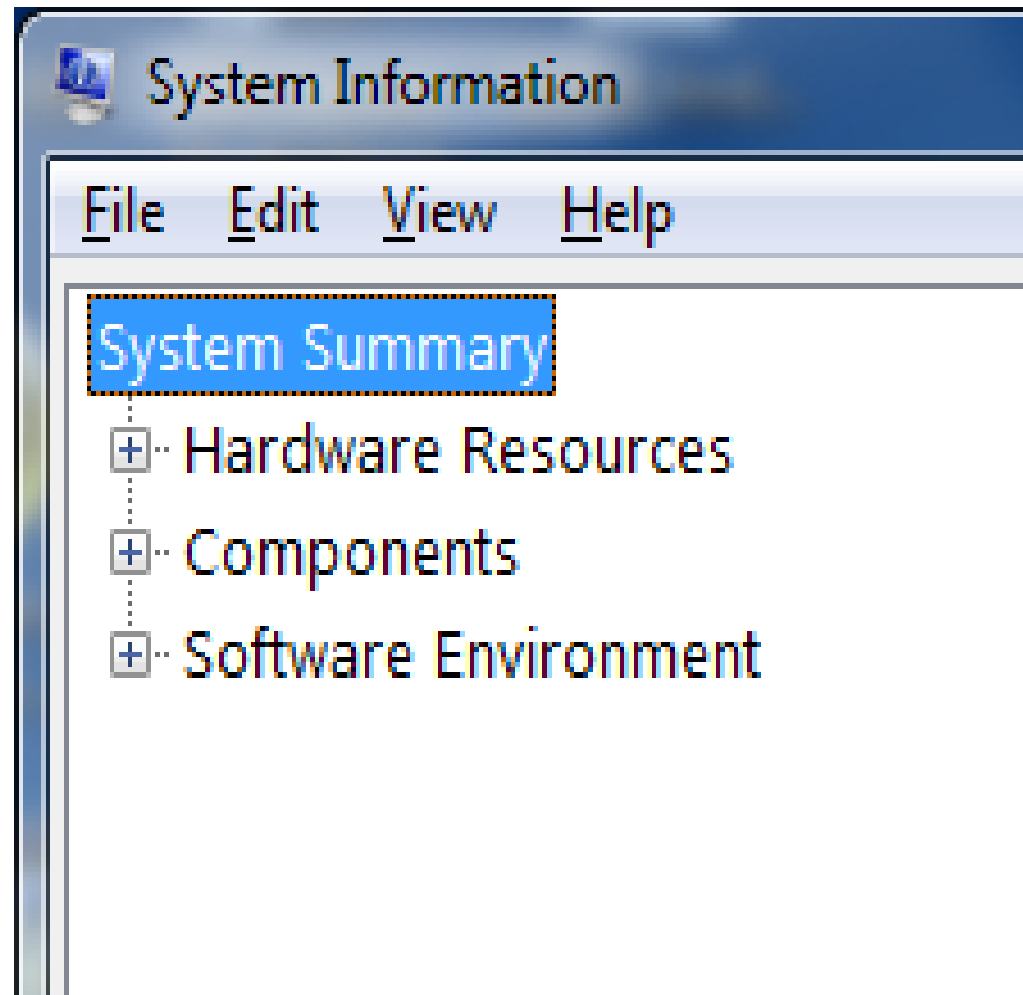 System Information
File Edit View Help
System Summary
Hardware Resources
Components
Software Environment